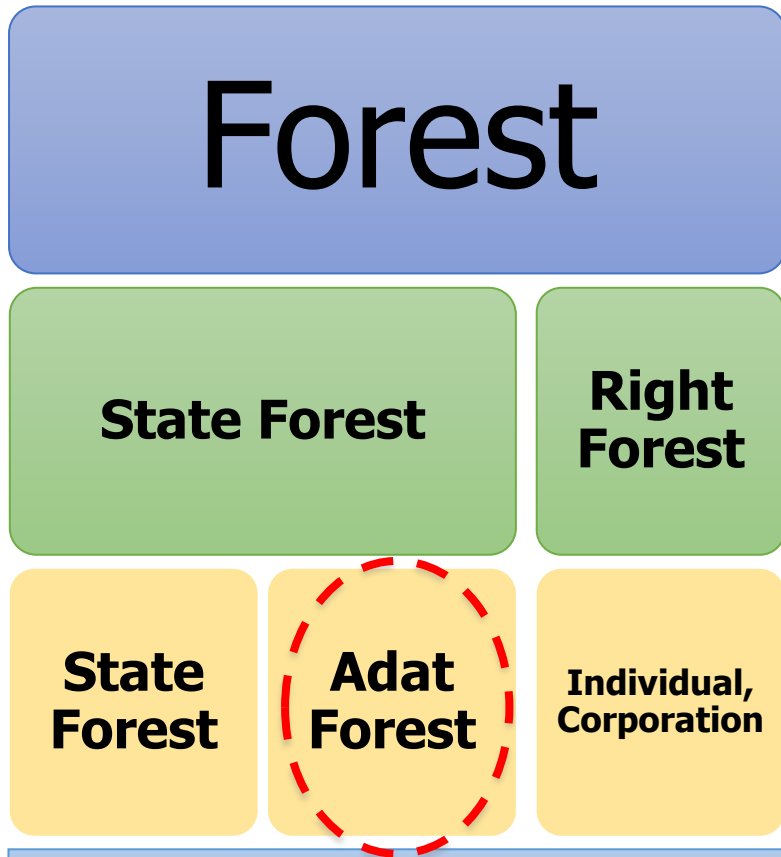 Forest
State Forest
Right
Forest
State
Forest
Adat
Forest
Individual,
Corporation